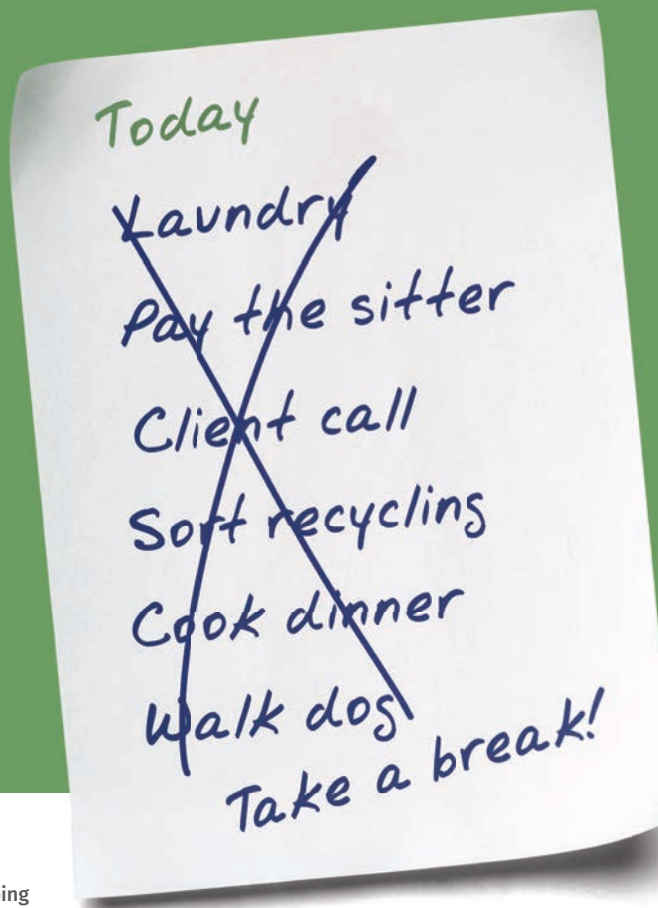 Today
Laundry
Pay the sitter
Client call
Sort recycling
Cook dinner
Walk dog
Take a break!